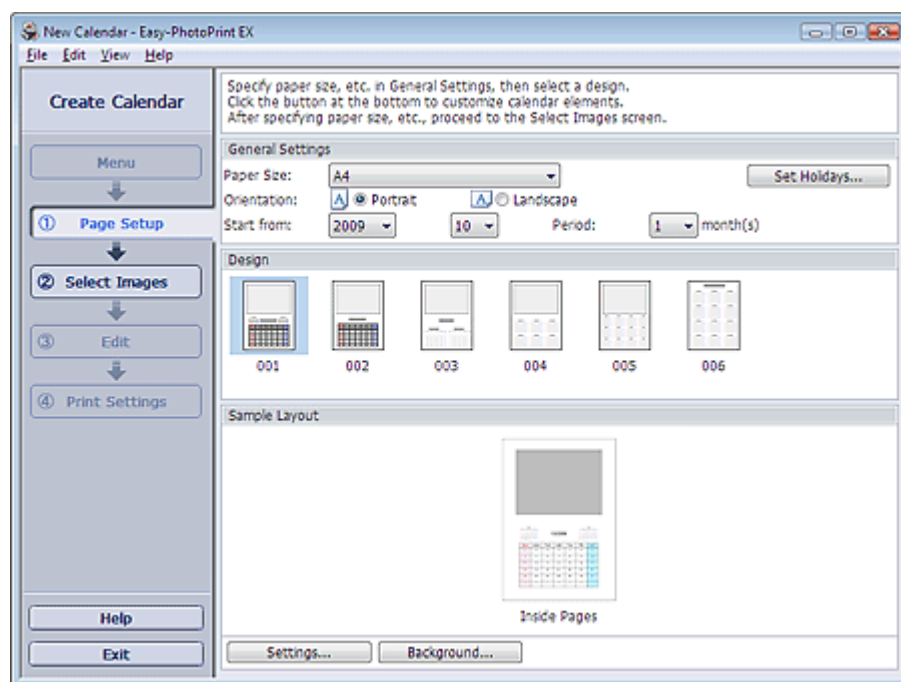 New Calendar - Easy-PhotoPrint EX
File Edit View Help
Create Calendar
Menu
① Page Setup
② Select Images
③ Edit
④ Print Settings
Help
Exit
Specify paper size, etc. in General Settings, then select a design.
Click the button at the bottom to customize calendar elements.
After specifying paper size, etc., proceed to the Select Images screen.
General Settings
Paper Size: A4 Set Holidays...
Orientation: A Portrait A Landscape
Start from: 2009 10 Period: 1 month(s)
Design
001 002 003 004 005 006
Sample Layout
Inside Pages
Settings... Background...